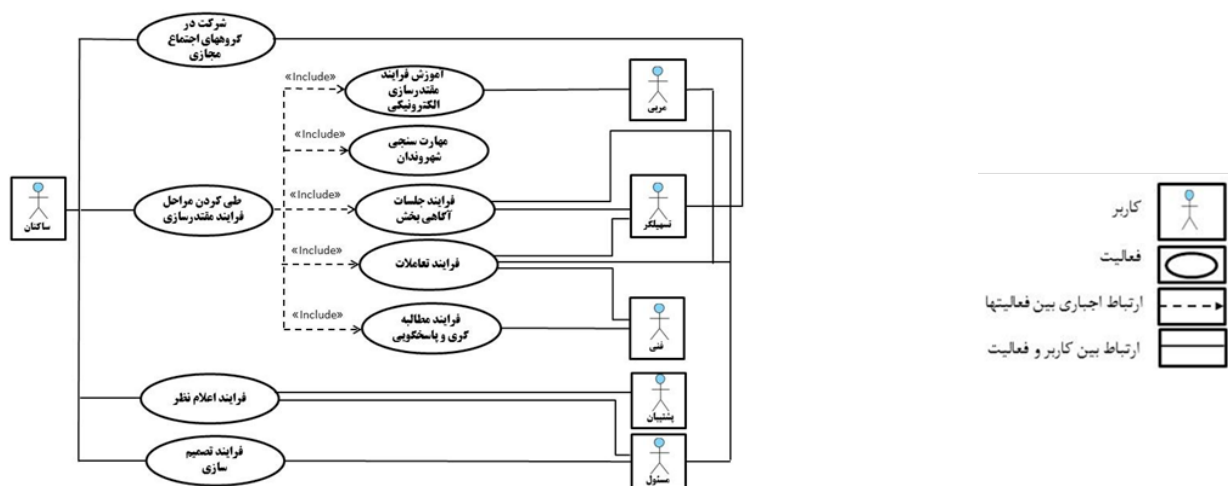 شرکت در
گروههای اجتماع
مجازی
«Include»
آموزش فرایند
مقتدرسازی
الکترونیکی
مربی
«Include»
مهارت سنجی
شهروندان
ساکنان
طی کردن مراحل
فرایند مقتدرسازی
«Include»
فرایند جلسات
آگاهی بخش
تسهیلگر
«Include»
فرایند تعاملات
«Include»
فرایند مطالبه
گری و پاسخگویی
فنی
فرایند اعلام نظر
پشتیبان
فرایند تصمیم
سازی
مسئول
کاربر
فعالیت
ارتباط اجباری بین فعالیتها
ارتباط بین کاربر و فعالیت